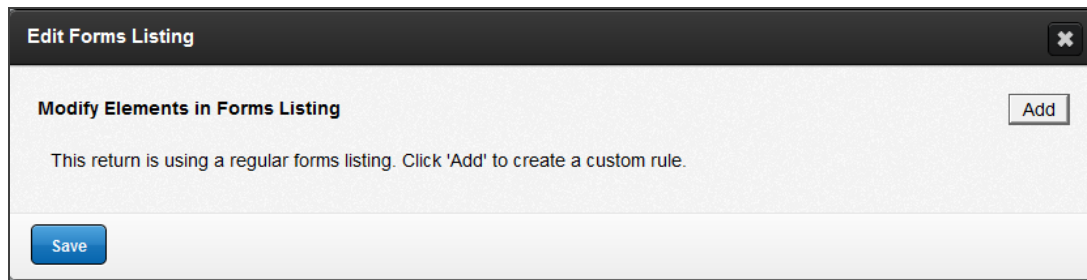 Edit Forms Listing
Modify Elements in Forms Listing
Add
This return is using a regular forms listing. Click 'Add' to create a custom rule.
Save